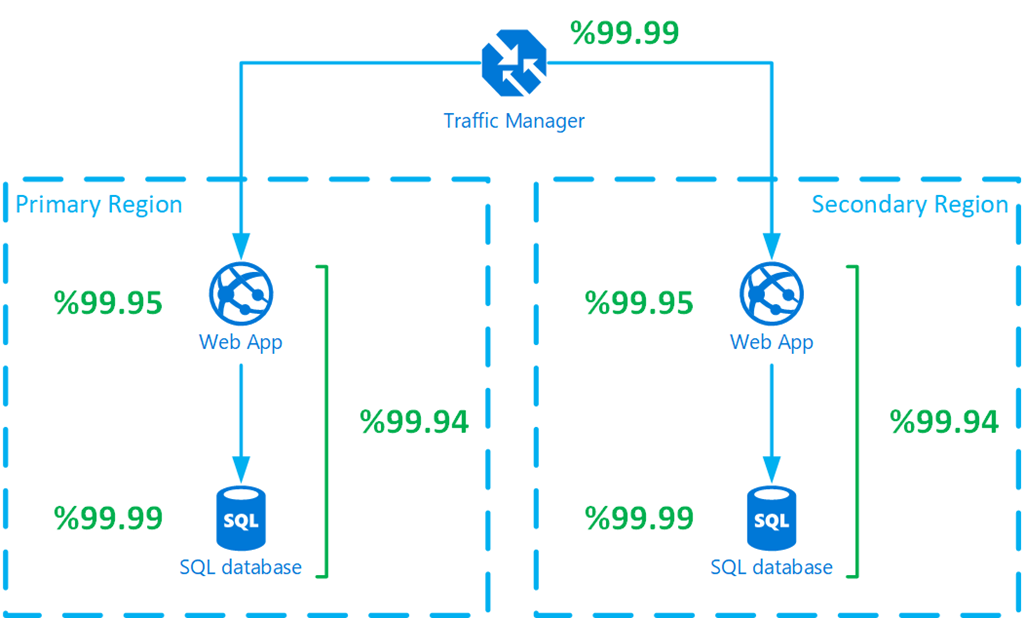 %99.99
Traffic Manager
Primary Region
%99.95
Web App
%99.94
%99.99
SQL
SQL database
Secondary Region
%99.95
Web App
%99.94
%99.99
SQL
SQL database